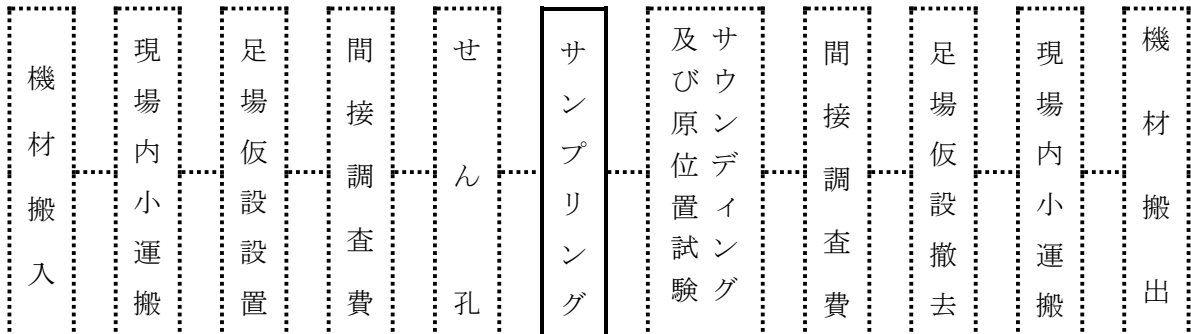 機材搬入
現場内小運搬
足場仮設設置
間接調査費
せん孔
サンプリング
サウンディング
及び原位置試験
間接調査費
足場仮設撤去
現場内小運搬
機材搬出